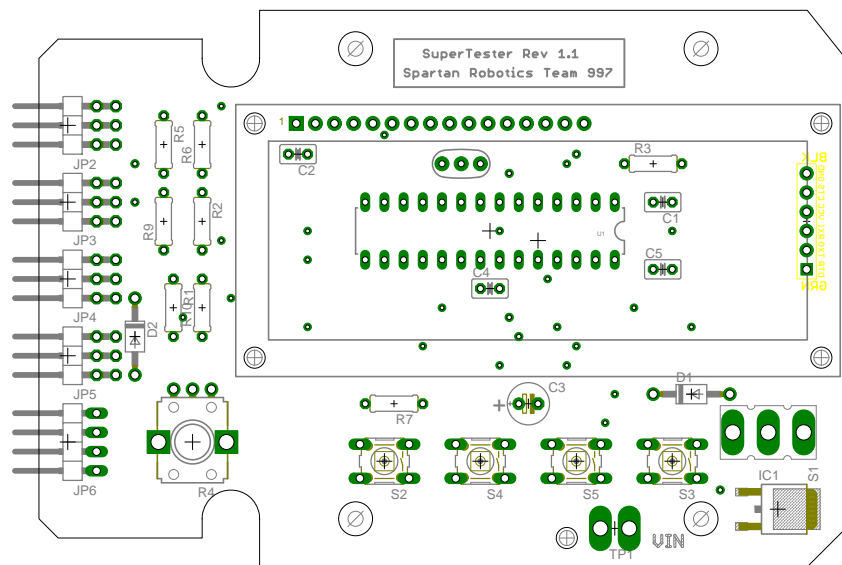 SuperTester Rev 1.1
Spartan Robotics Team 997
1
JP2
R5
R6
C2
R3
BLK
JP3
R9
R2
U1
C1
C5
C4
GRN
JP4
D2
R10
R1
JP5
R7
C3
D1
JP6
R4
S2
S4
S5
S3
IC1
S1
TP1
VIN